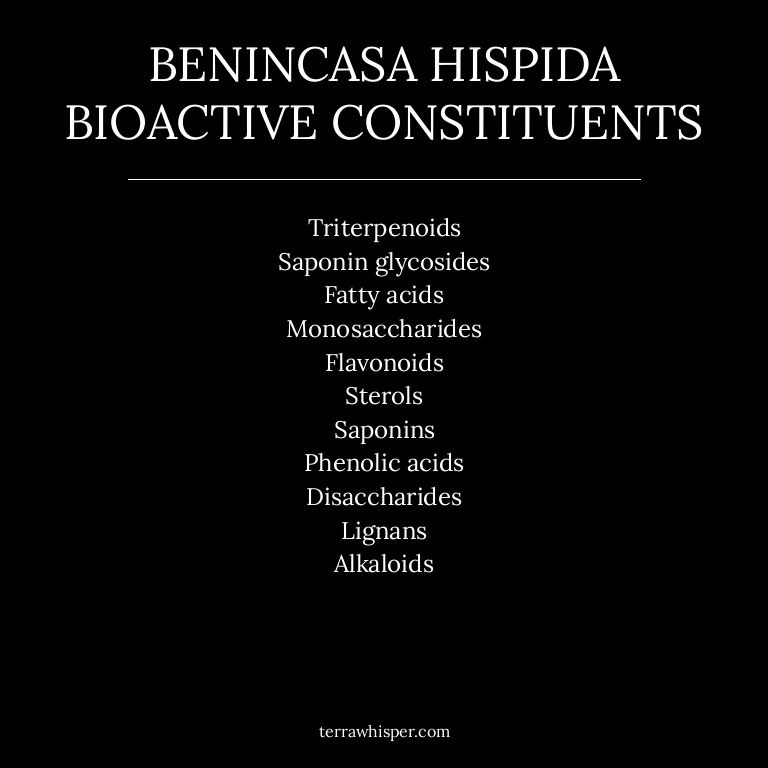 BENINCASA HISPIDA
BIOACTIVE CONSTITUENTS
Triterpenoids
Saponin glycosides
Fatty acids
Monosaccharides
Flavonoids
Sterols
Saponins
Phenolic acids
Disaccharides
Lignans
Alkaloids
terrawhisper.com